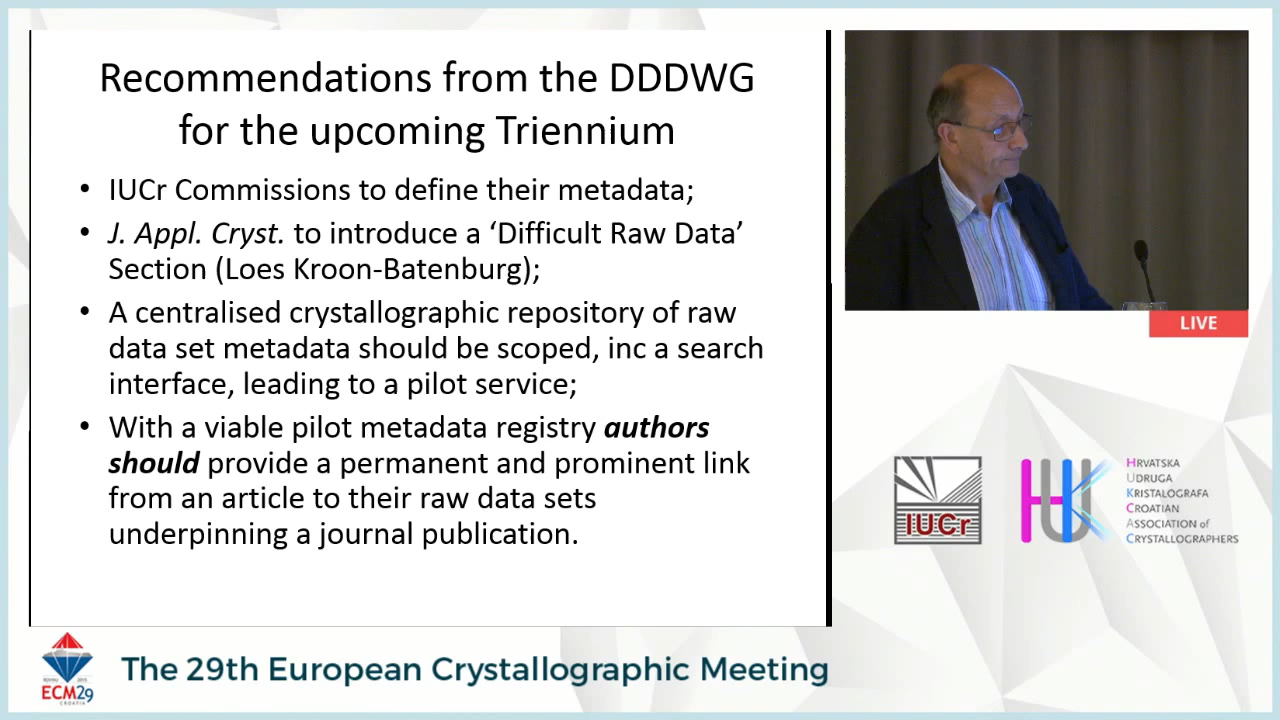 Recommendations from the DDDWG
for the upcoming Triennium
• IUCr Commissions to define their metadata;
• J. Appl. Cryst. to introduce a ‘Difficult Raw Data’
Section (Loes Kroon-Batenburg);
• A centralised crystallographic repository of raw
data set metadata should be scoped, inc a search
interface, leading to a pilot service;
• With a viable pilot metadata registry authors
should provide a permanent and prominent link
from an article to their raw data sets
underpinning a journal publication.
LIVE
IUCr
HUK
HRVATSKA
UDRUGA
KRISTALOGRAFA
CROATIAN
ASSOCIATION of
CRYSTALLOGRAPHERS
ECM29
CROATIA
The 29th European Crystallographic Meeting